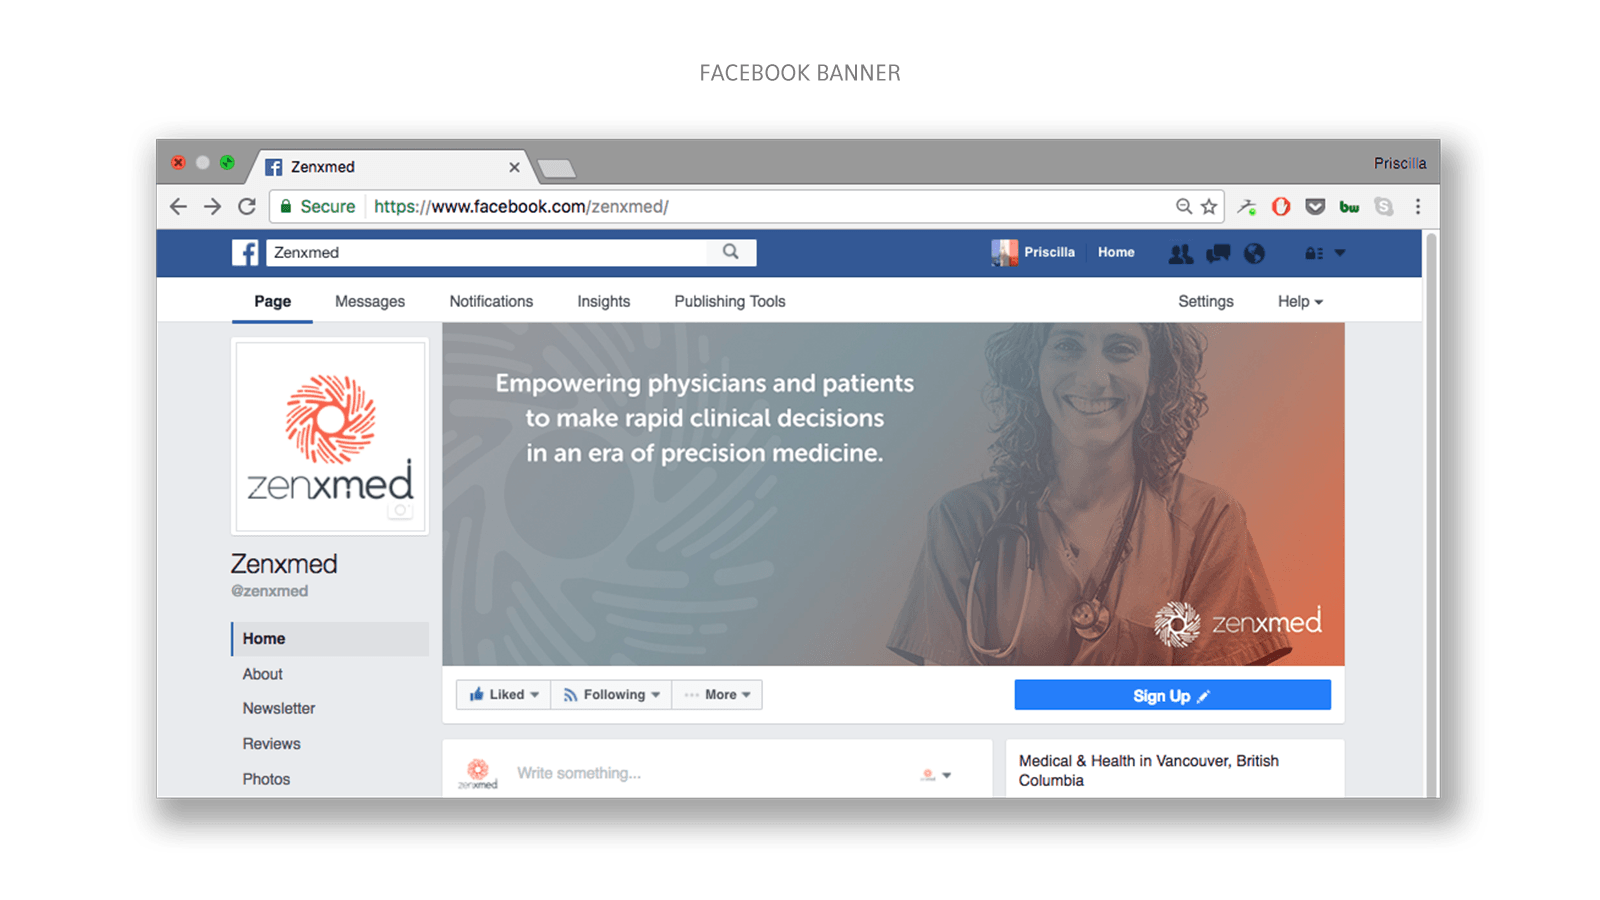 FACEBOOK BANNER
Zenxmed
Priscilla
Secure
https://www.facebook.com/zenxmed/
bw
S
f
Zenxmed
Priscilla
Home
Page
Messages
Notifications
Insights
Publishing Tools
Settings
Help
zenxmed
Empowering physicians and patients
to make rapid clinical decisions
in an era of precision medicine.
zenxmed
Zenxmed
@zenxmed
Home
About
Newsletter
Reviews
Photos
Liked
Following
More
Sign Up
zenxmed
Write something...
Medical & Health in Vancouver, British
Columbia